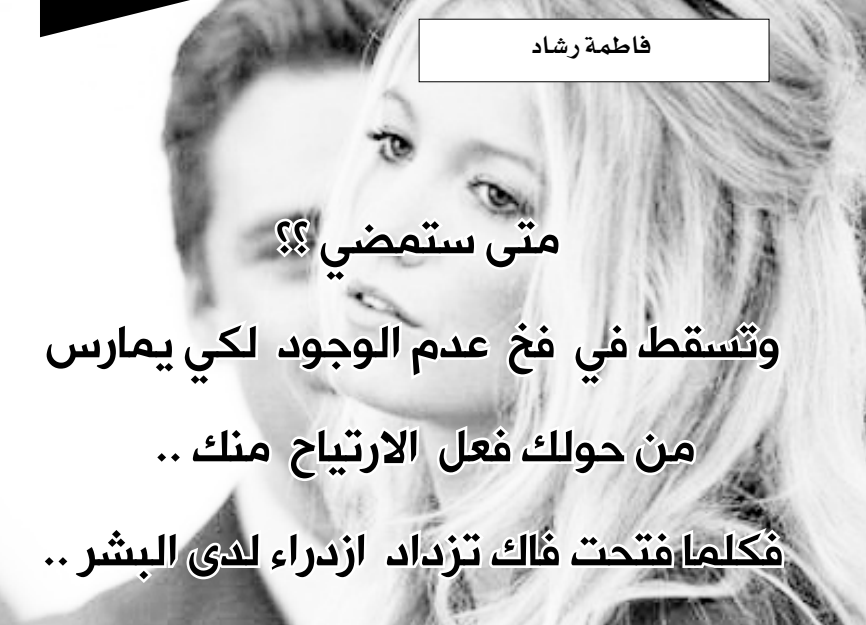 فاطمة رشاد
متى ستمضي ؟؟
وتسقط في فخ عدم الوجود لكي يمارس
من حولك فعل الارتياح منك ..
فكلما فتحت فاك تزداد ازدراء لدى البشر ..